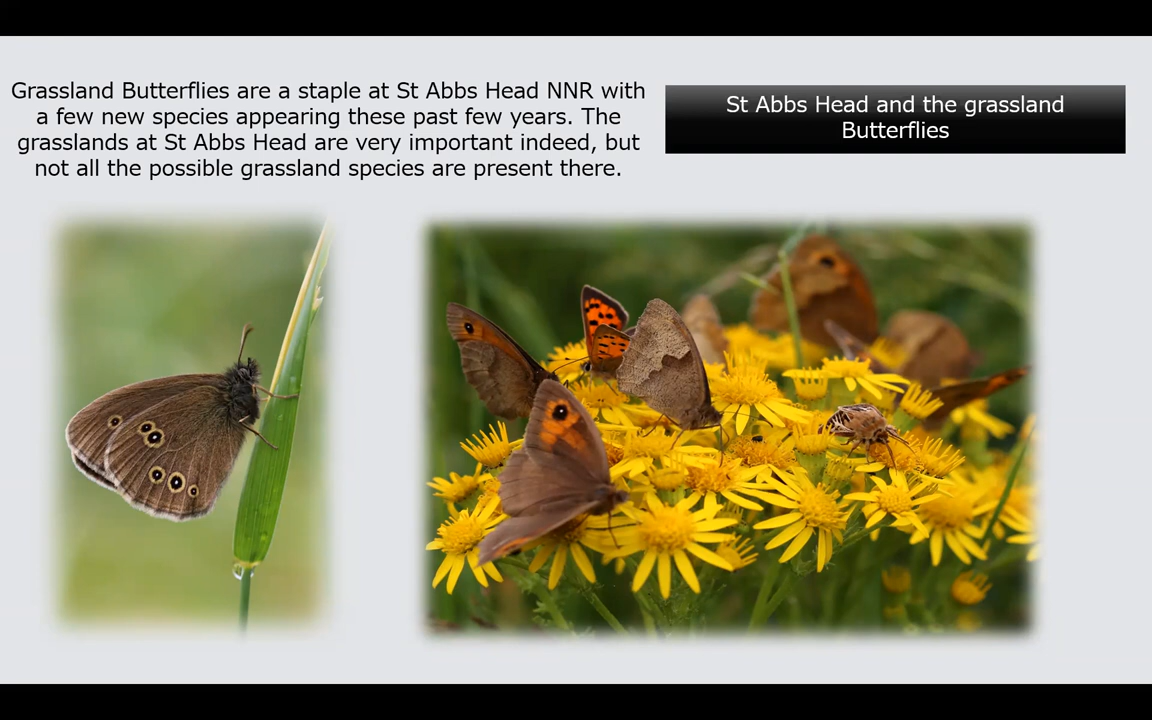 Grassland Butterflies are a staple at St Abbs Head NNR with
a few new species appearing these past few years. The
grasslands at St Abbs Head are very important indeed, but
not all the possible grassland species are present there.
St Abbs Head and the grassland
Butterflies